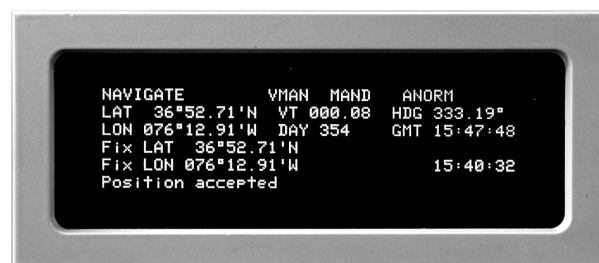 NAVIGATE VMAN MAND ANORM
LAT 36°52.71'N VT 000.08 HDG 333.19°
LON 076°12.91'W DAY 354 GMT 15:47:48
Fix LAT 36°52.71'N
Fix LON 076°12.91'W 15:40:32
Position accepted